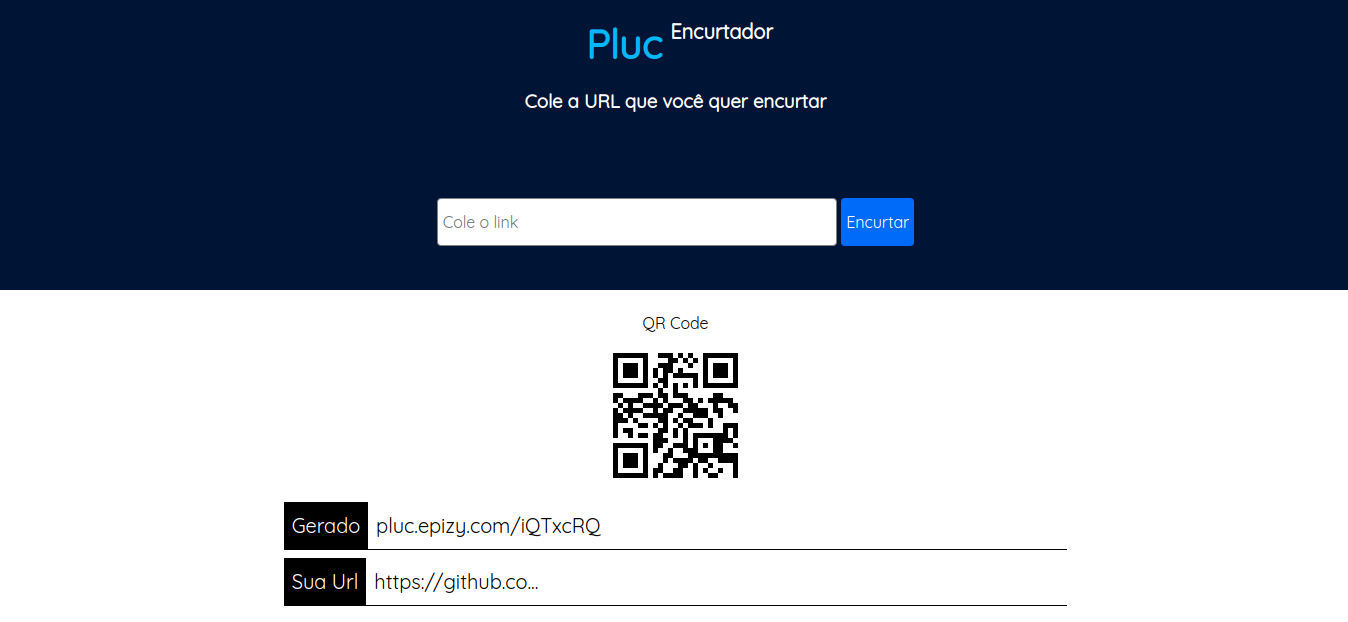 Pluc Encurtador
Cole a URL que você quer encurtar
Cole o link
Encurtar
QR Code
Gerado pluc.epizy.com/iQTxcRQ
Sua Url https://github.co...